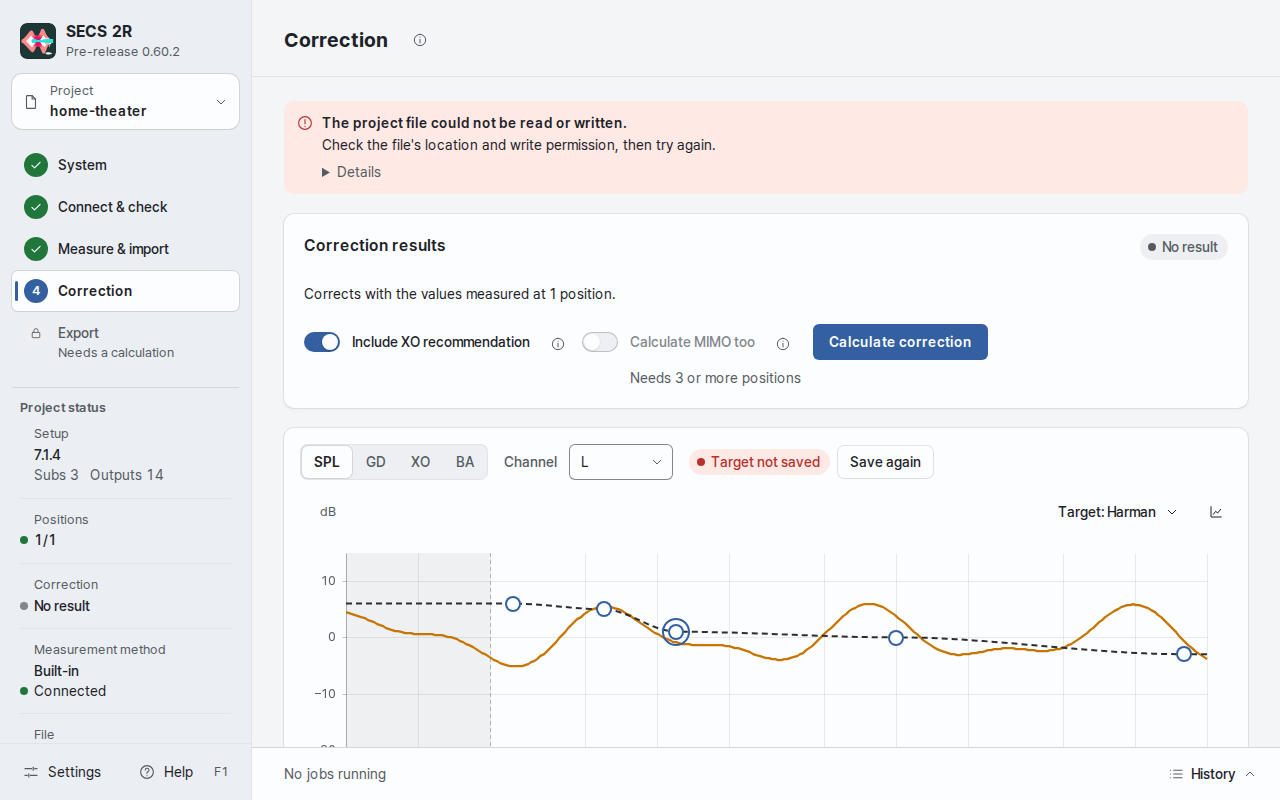 SECS 2R
Pre-release 0.60.2
Project
home-theater
System
Connect & check
Measure & import
4 Correction
Export
Needs a calculation
Project status
Setup
7.1.4
Subs 3 Outputs 14
Positions
1/1
Correction
No result
Measurement method
Built-in
Connected
File
Settings
Help F1
Correction
The project file could not be read or written.
Check the file's location and write permission, then try again.
Details
Correction results
No result
Corrects with the values measured at 1 position.
Include XO recommendation
Calculate MIMO too
Calculate correction
Needs 3 or more positions
SPL GD XO BA
Channel
L
Target not saved
Save again
dB
Target: Harman
10
0
−10
No jobs running
History